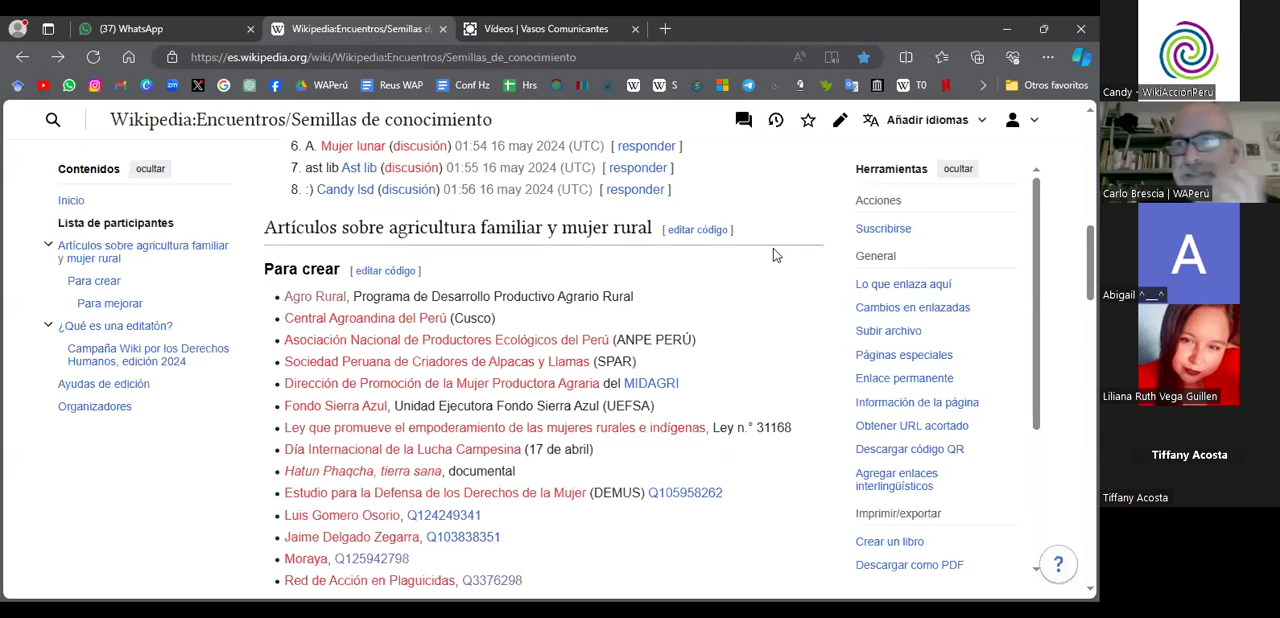 (37) WhatsApp
Wikipedia:Encuentros/Semillas d
Vídeos | Vasos Comunicantes
https://es.wikipedia.org/wiki/Wikipedia:Encuentros/Semillas_de_conocimiento
WAPerú
Reus WAP
Conf Hz
Hrs
S
T0
Otros favoritos
Wikipedia:Encuentros/Semillas de conocimiento
Añadir idiomas
Contenidos
ocultar
Inicio
Lista de participantes
Artículos sobre agricultura familiar
y mujer rural
Para crear
Para mejorar
¿Qué es una editatón?
Campaña Wiki por los Derechos
Humanos, edición 2024
Ayudas de edición
Organizadores
6. A. Mujer lunar (discusión) 01:54 16 may 2024 (UTC) [ responder ]
7. ast lib Ast lib (discusión) 01:55 16 may 2024 (UTC) [ responder ]
8. :) Candy lsd (discusión) 01:56 16 may 2024 (UTC) [ responder ]
Artículos sobre agricultura familiar y mujer rural [ editar código ]
Para crear [ editar código ]
• Agro Rural, Programa de Desarrollo Productivo Agrario Rural
• Central Agroandina del Perú (Cusco)
• Asociación Nacional de Productores Ecológicos del Perú (ANPE PERÚ)
• Sociedad Peruana de Criadores de Alpacas y Llamas (SPAR)
• Dirección de Promoción de la Mujer Productora Agraria del MIDAGRI
• Fondo Sierra Azul, Unidad Ejecutora Fondo Sierra Azul (UEFSA)
• Ley que promueve el empoderamiento de las mujeres rurales e indígenas, Ley n.° 31168
• Día Internacional de la Lucha Campesina (17 de abril)
• Hatun Phaqcha, tierra sana, documental
• Estudio para la Defensa de los Derechos de la Mujer (DEMUS) Q105958262
• Luis Gomero Osorio, Q124249341
• Jaime Delgado Zegarra, Q103838351
• Moraya, Q125942798
• Red de Acción en Plaguicidas, Q3376298
Herramientas
ocultar
Acciones
Suscribirse
General
Lo que enlaza aquí
Cambios en enlazadas
Subir archivo
Páginas especiales
Enlace permanente
Información de la página
Obtener URL acortado
Descargar código QR
Agregar enlaces
interlingüísticos
Imprimir/exportar
Crear un libro
Descargar como PDF
?
Candy - WikiAcciónPerú
Carlo Brescia | WAPerú
A
Abigail ^__^
Liliana Ruth Vega Guillen
Tiffany Acosta
Tiffany Acosta